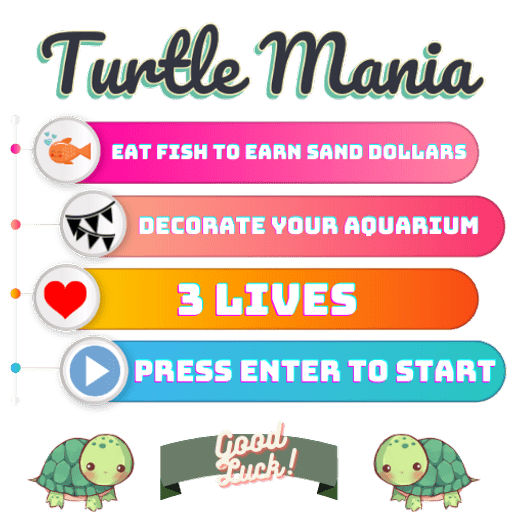 Turtle Mania
EAT FISH TO EARN SAND DOLLARS
DECORATE YOUR AQUARIUM
3 LIVES
PRESS ENTER TO START
Good
Luck!